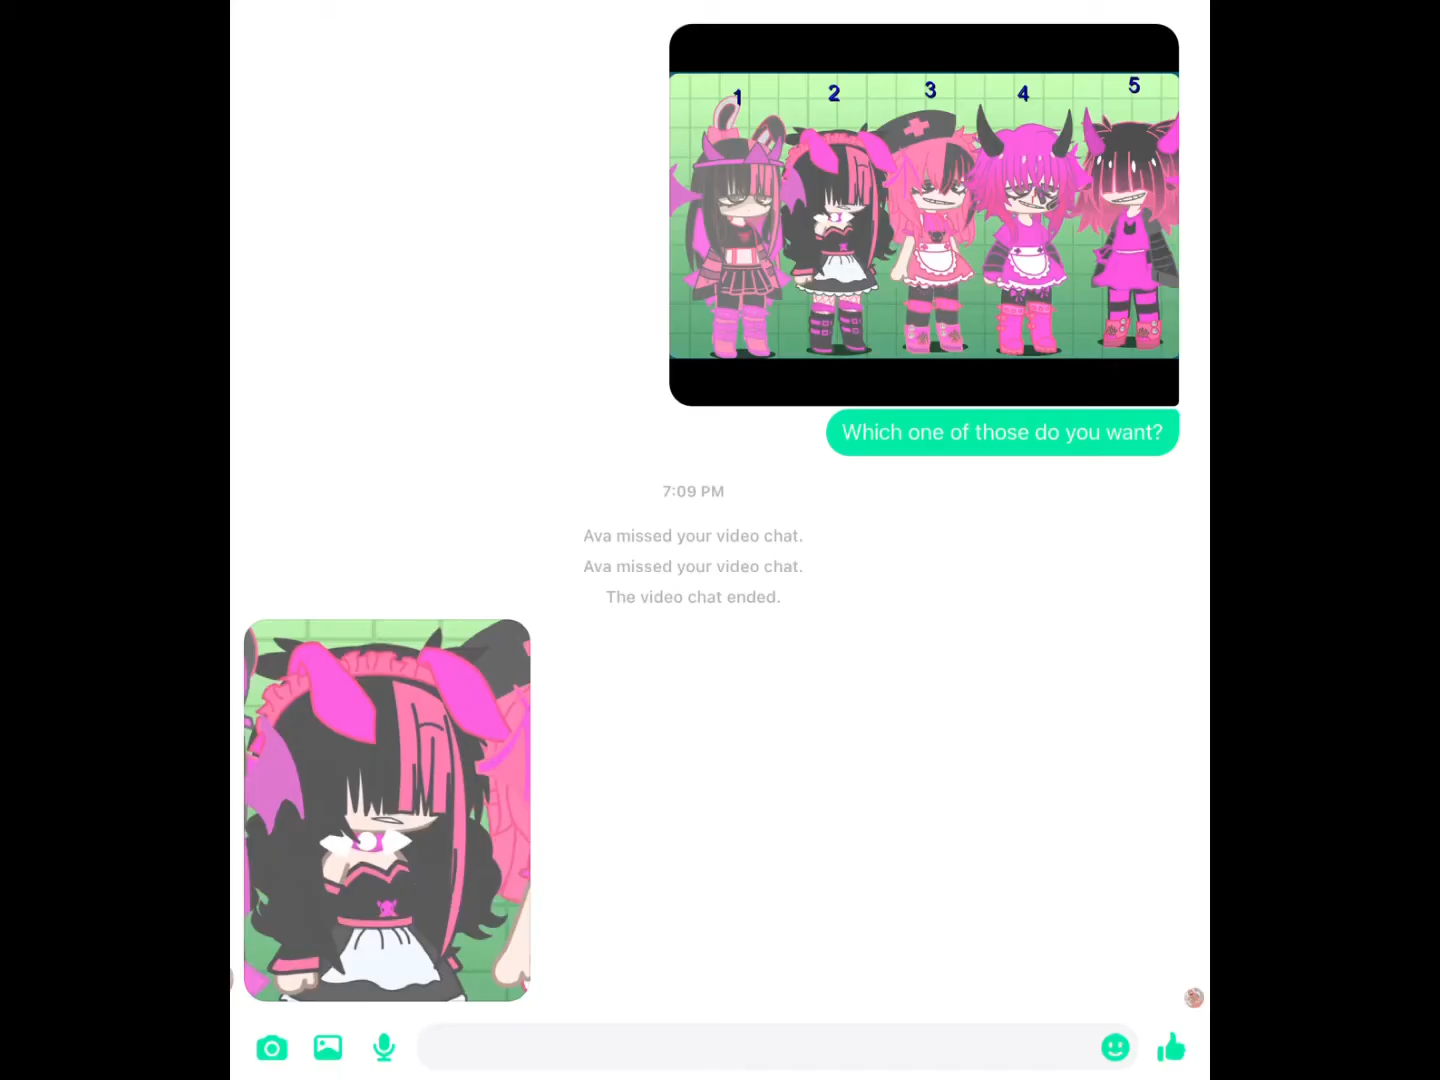 1
2
3
4
5
Which one of those do you want?
7:09 PM
Ava missed your video chat.
Ava missed your video chat.
The video chat ended.